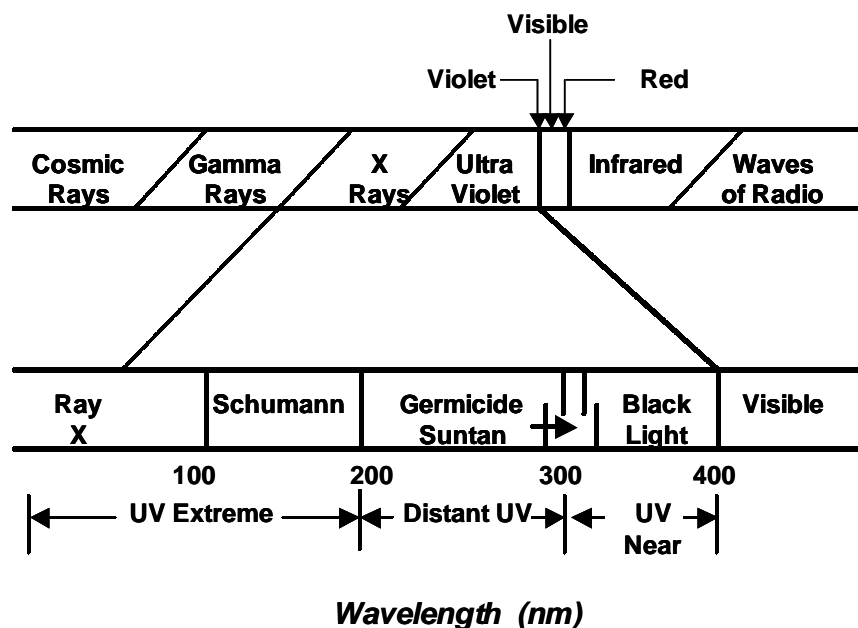 Visible
Violet Red
Cosmic Rays Gamma Rays X Rays Ultra Violet Infrared Waves of Radio
Ray X Schumann Germicide Suntan Black Light Visible
100 200 300 400
UV Extreme Distant UV UV Near
Wavelength (nm)